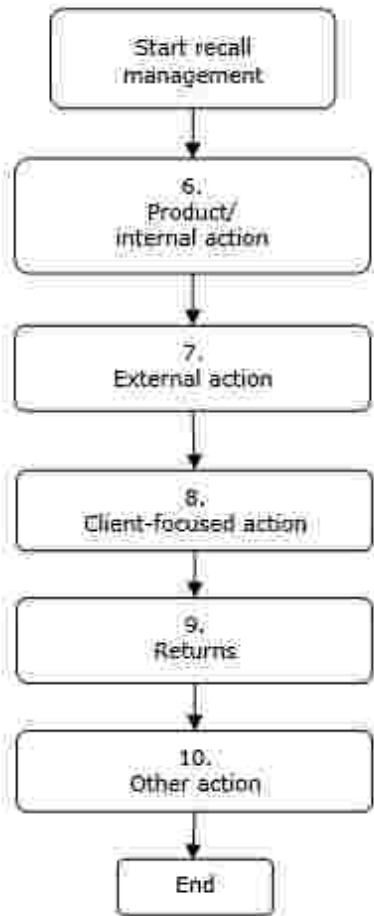 Start recall
management
6.
Product/
internal action
7.
External action
8.
Client-focused action
9.
Returns
10.
Other action
End